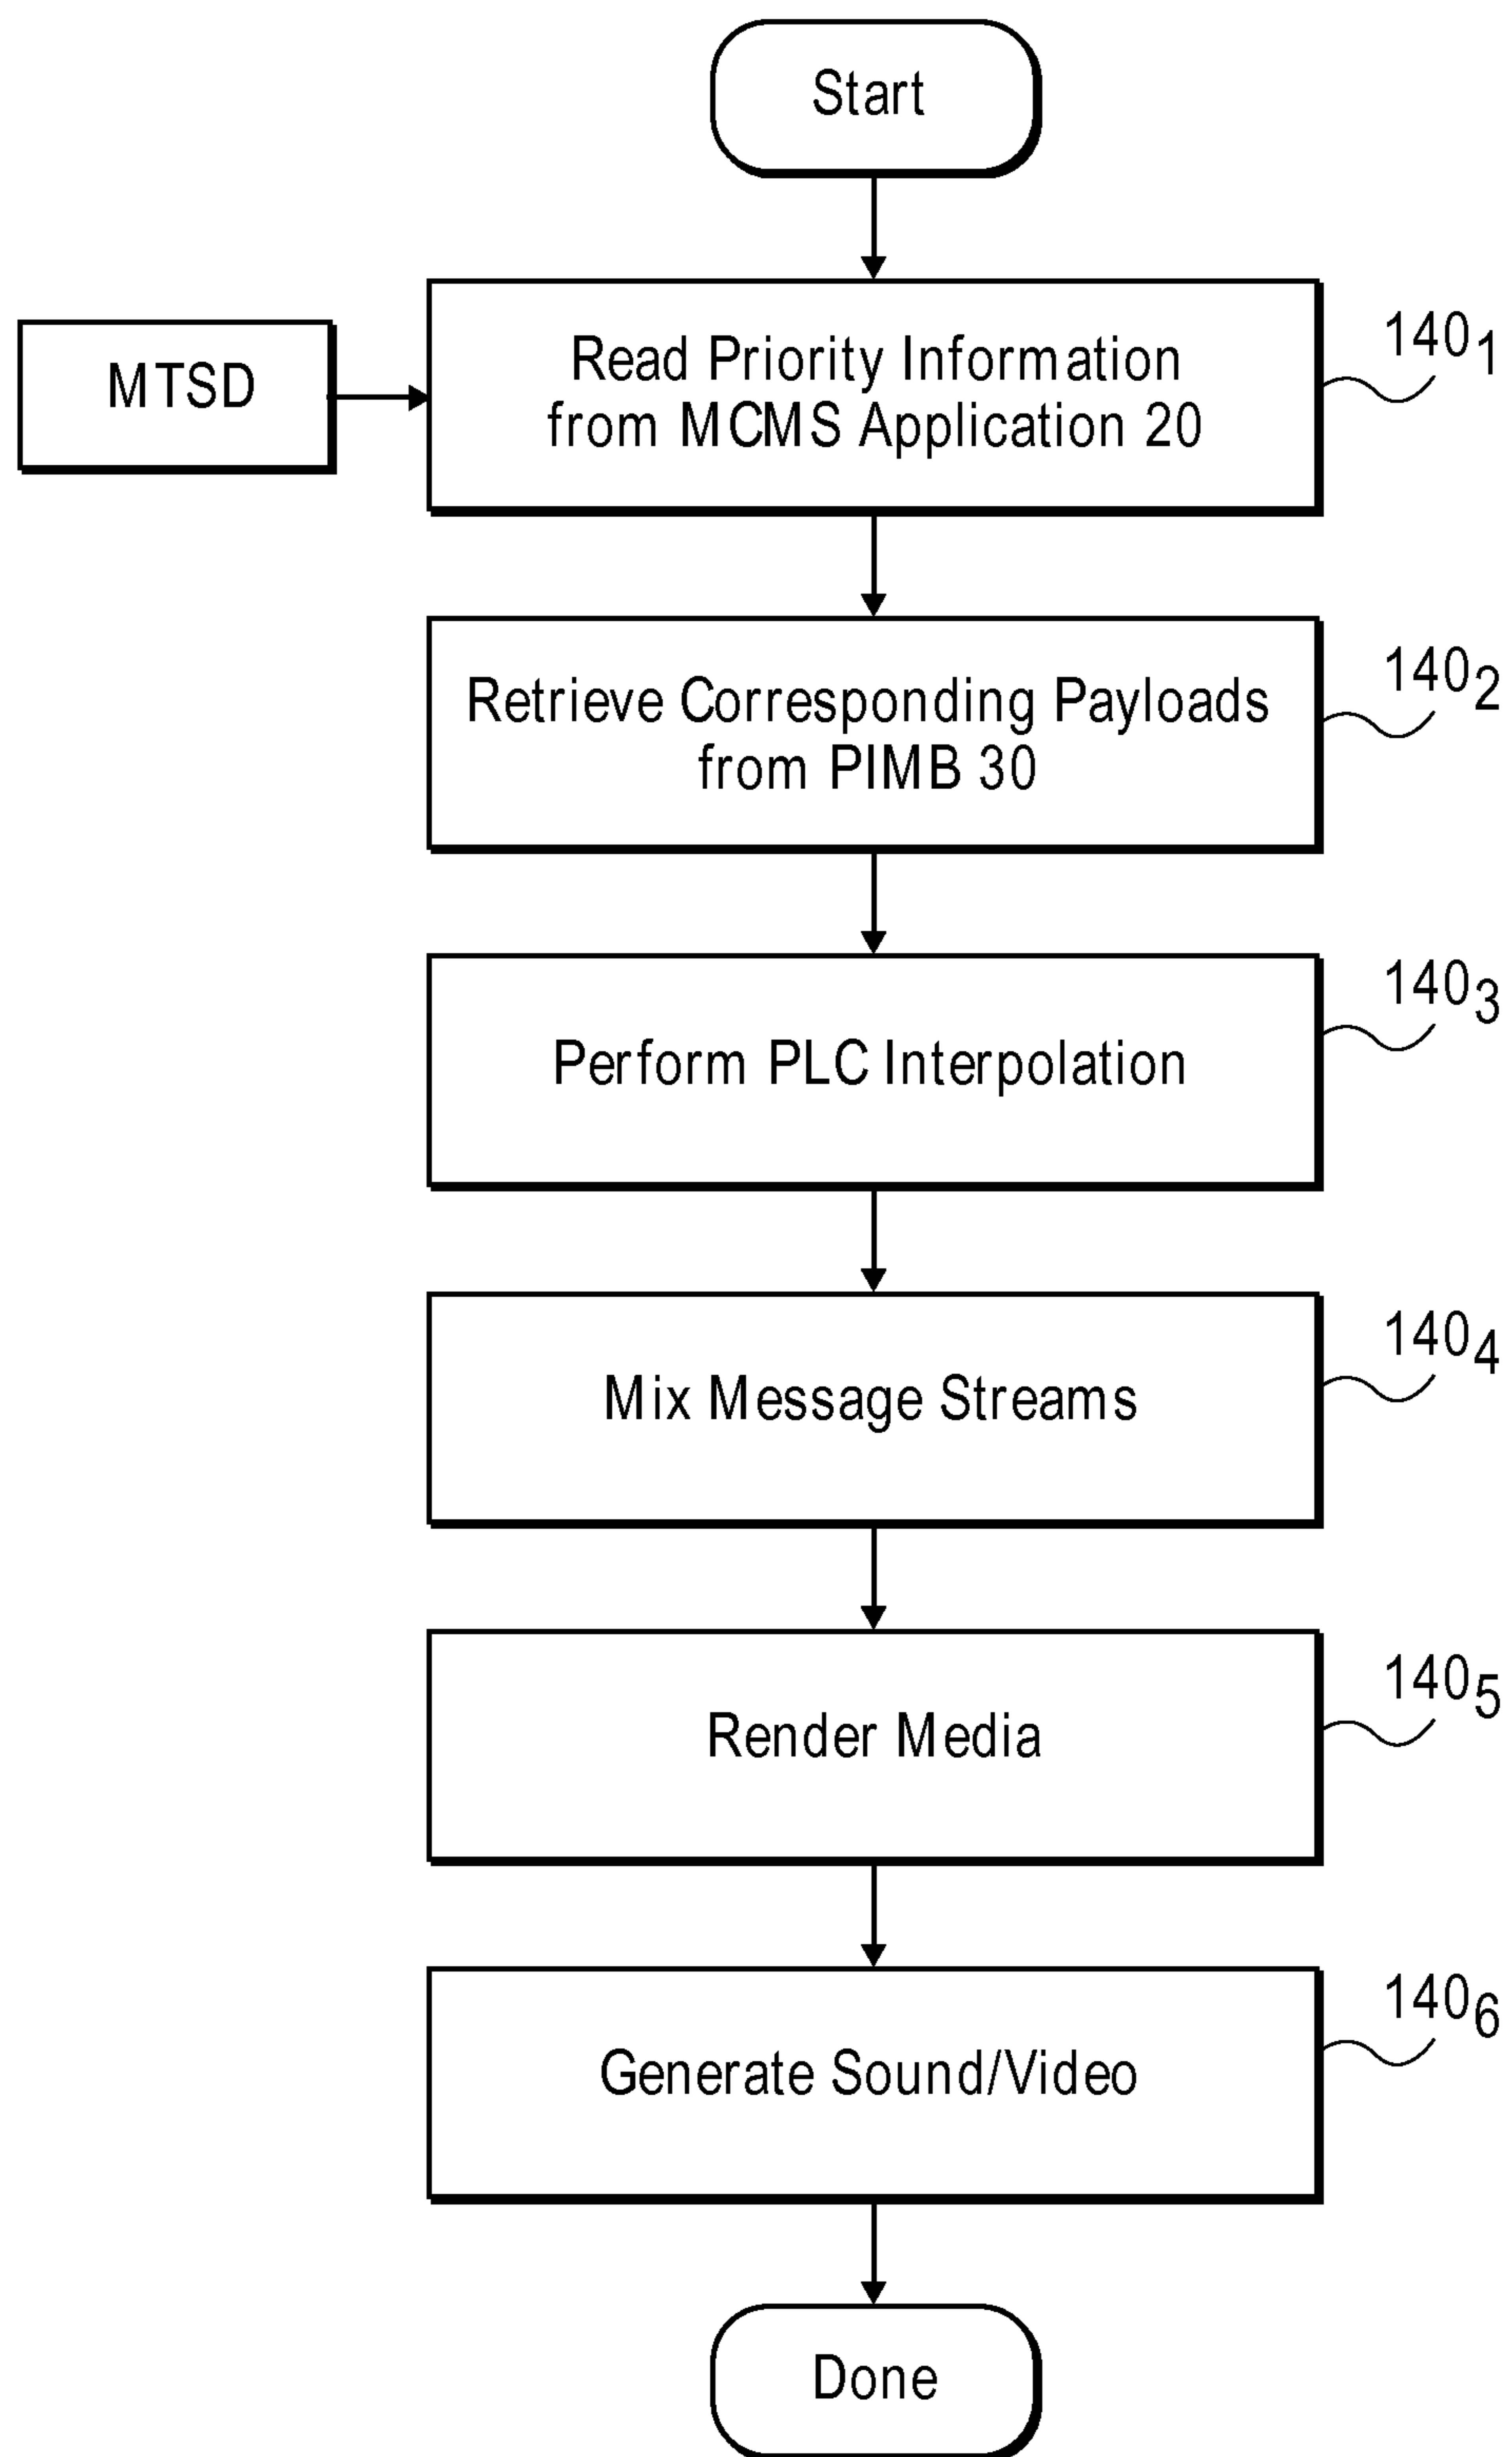 Start
MTSD
Read Priority Information
from MCMS Application 20
140₁
Retrieve Corresponding Payloads
from PIMB 30
140₂
Perform PLC Interpolation
140₃
Mix Message Streams
140₄
Render Media
140₅
Generate Sound/Video
140₆
Done